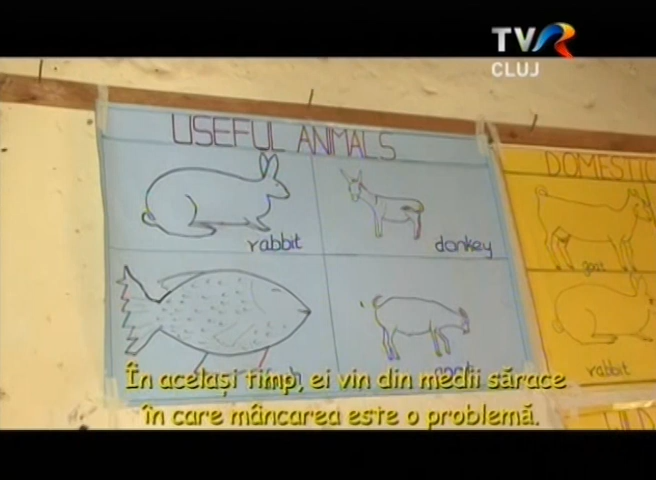 TVR
CLUJ
USEFUL ANIMALS
DOMESTIC
rabbit
donkey
goat
rabbit
În același timp, ei vin din medii sărace
în care mâncarea este o problemă.